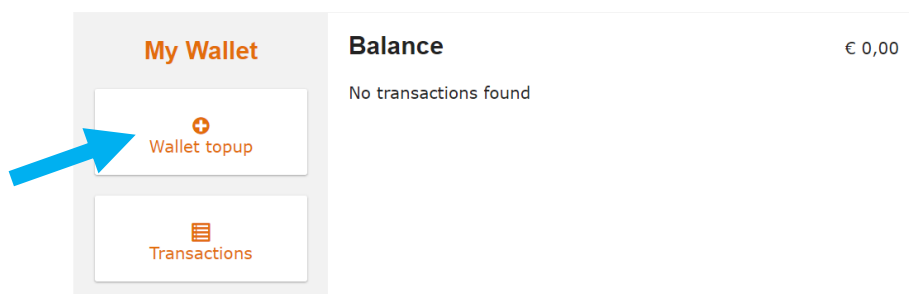 My Wallet
Wallet topup
Transactions
Balance
€ 0,00
No transactions found